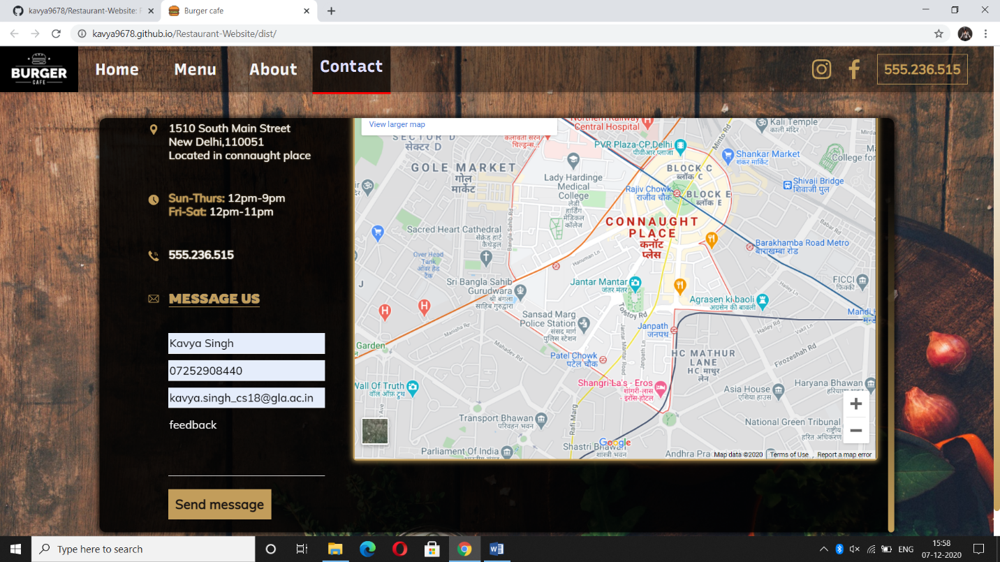 kavya9678/Restaurant-Website: F
Burger cafe
kavya9678.github.io/Restaurant-Website/dist/
BURGER
CAFE
Home
Menu
About
Contact
555.236.515
1510 South Main Street
New Delhi,110051
Located in connaught place
Sun-Thurs: 12pm-9pm
Fri-Sat: 12pm-11pm
555.236.515
MESSAGE US
Kavya Singh
07252908440
kavya.singh_cs18@gla.ac.in
feedback
Send message
View larger map
Northern Railway
Central Hospital
कलावती सरन
चिल्ड्रन्स...
SECTOR D
सेक्टर D
Kali Temple
काली मंदिर
Mirda
PVR Plaza-CP,Delhi
पीवीआर प्लाजा
Minto Rd
Shankar Market
शंकर मार्किट
College for
GOLE MARKET
गोल
मार्केट
Lady Hardinge
Medical
College
लेडी
हार्डिंग
मेडिकल
कॉलेज
BLOCK C
ब्लॉक C
Rajiv Chowk
राजीव चौक
BLOCK E
ब्लॉक E
Shivaji Bridge
शिवाजी पुल
CONNAUGHT
PLACE
कनॉट
प्लेस
Bangla Sahib Rd
Babar Rd
Sacred Heart Cathedral
सेक्रेड हार्ट
कैथेड्रल
Over Head
Tank
ओवर हेड
टैंक
Hanuman Ln
Barakhamba Road Metro
बाराखम्बा रोड
J
Sri Bangla Sahib
Gurudwara
श्री बंगला
साहिब गुरुद्वारा
Jantar Mantar
जंतर मंतर
Hailey Ln
FICCI
फिक्की
Agrasen ki baoli
अग्रसेन की बावली
Tolstoy Rd
Mandi H
H
H
Sansad Marg
Police Station
संसद मार्ग
पुलिस स्टेशन
Manisha Rd
Janpath
जनपथ
Hailey Rd
Vakil Ln
Garden
Mahadev Rd
Jantar Mantar Road
Janpath Ln
Patel Chowk
पटेल चौक
HC MATHUR
LANE
HC माथुर
लेन
Firozeshah Rd
Wall Of Truth
वॉल ऑफ़ ट्रुथ
Shangri-La's - Eros
शांगरी-लास
- इरोस-होटल
Asia House
एशिया हाउस
Haryana Bhawan
हरियाणा भवन
Transport Bhawan
परिवहन भवन
Rafi Marg
National Green Tribunal
राष्ट्रीय
हरित अधिकरण
Parliament Of India
Shastri Bhawan
शास्त्री भवन
Google
Andhra Pra
Map data ©2020
Terms of Use
Report a map error
Type here to search
ENG
15:58
07-12-2020